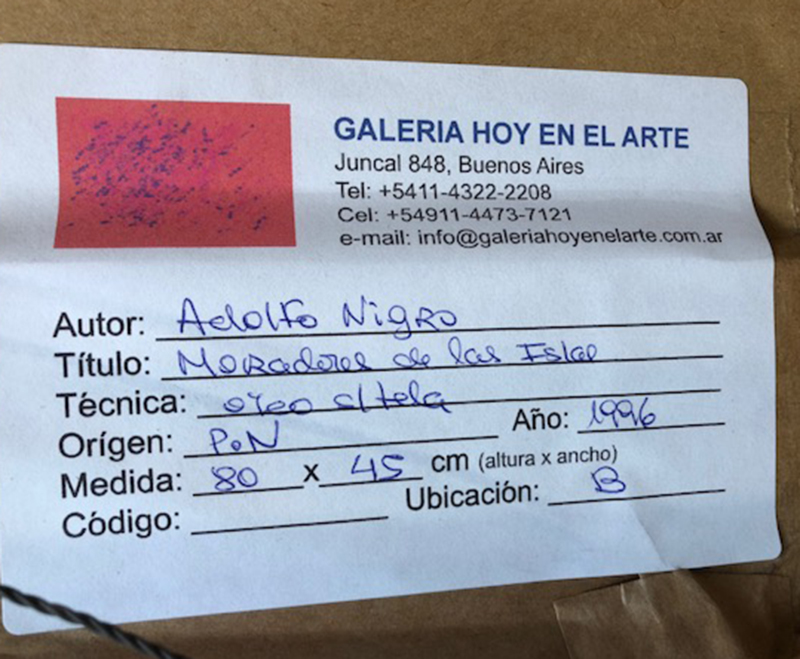 GALERIA HOY EN EL ARTE
Juncal 848, Buenos Aires
Tel: +5411-4322-2208
Cel: +54911-4473-7121
e-mail: info@galeriahoyenelarte.com.ar
Autor: Adolfo Nigro
Título: Moradores de las Islas
Técnica: oleo s/tela
Orígen: P.N Año: 1996
Medida: 80 x 45 cm (altura x ancho)
Código: Ubicación: B